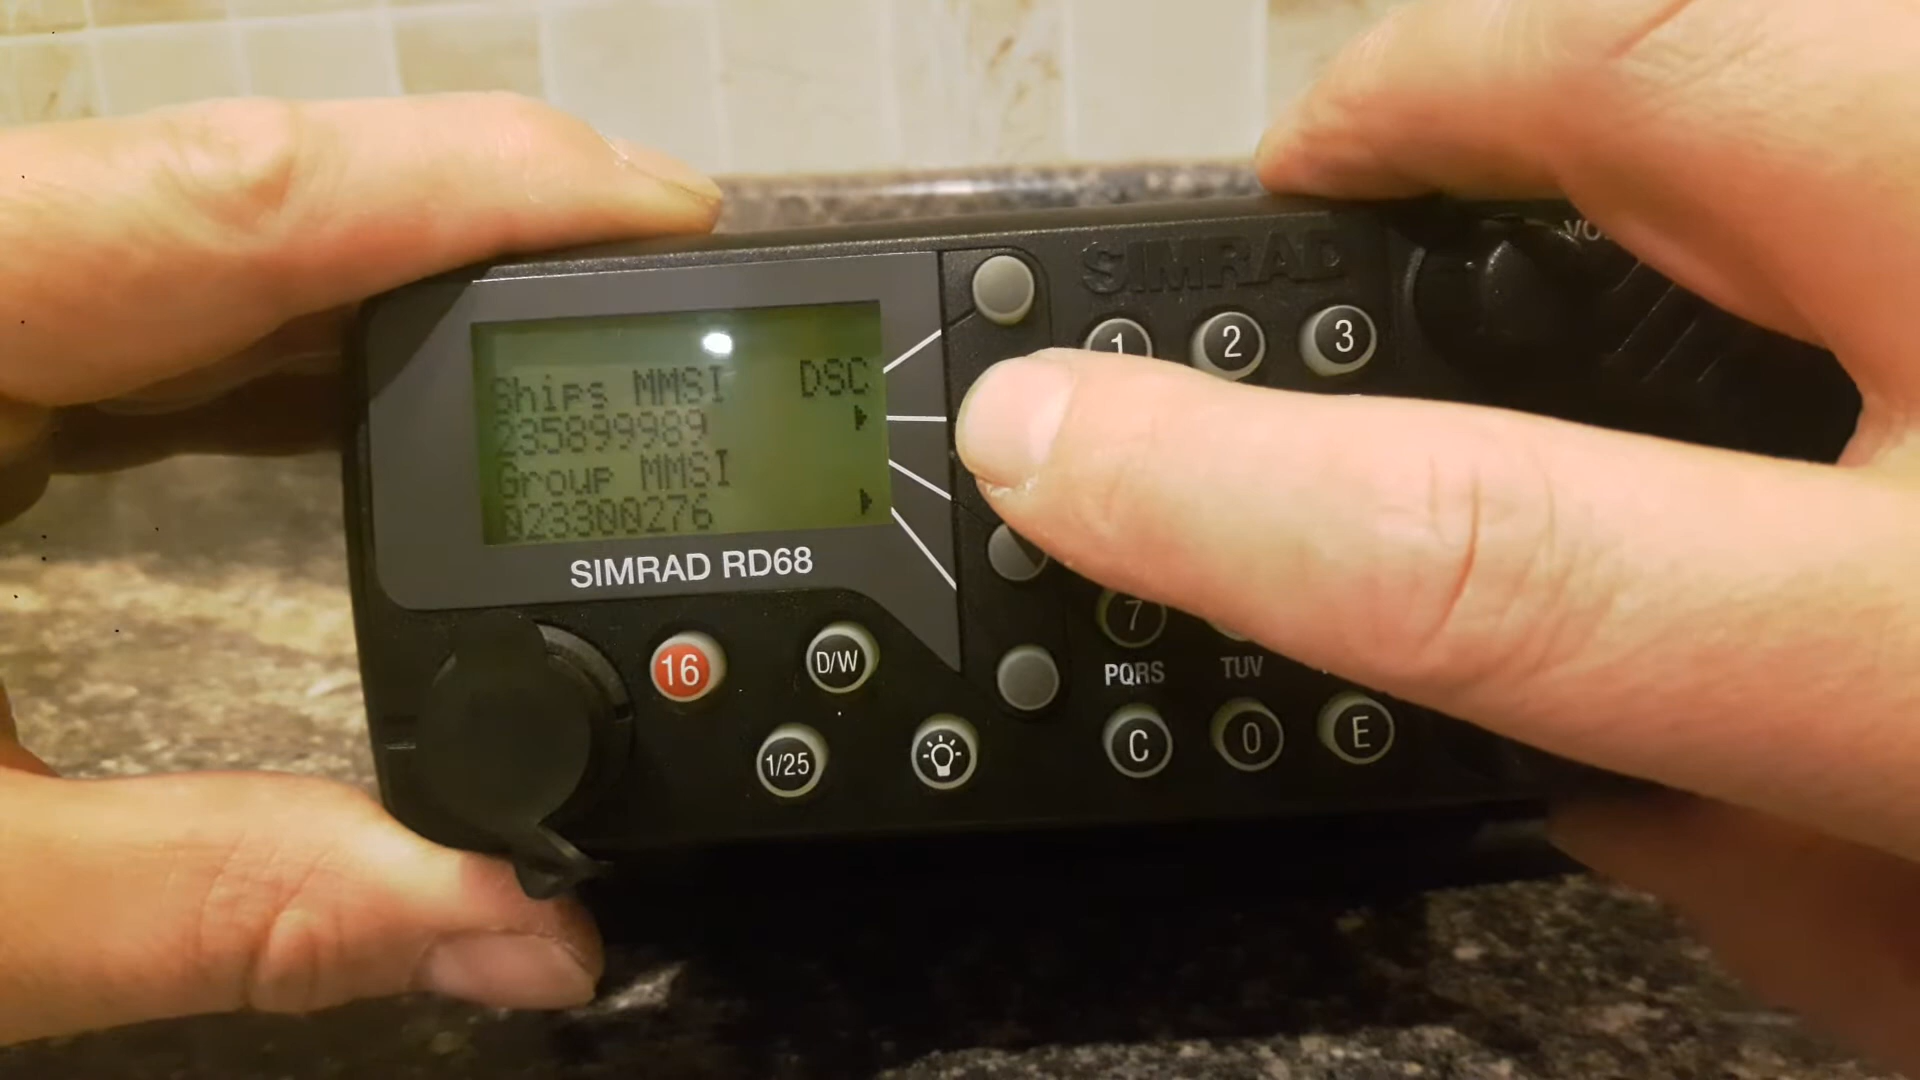 SIMRAD
VO
Ships MMSI DSC
235899989
Group MMSI
023300276
SIMRAD RD68
1 2 3
7
PQRS TUV
16 D/W
1/25
C 0 E